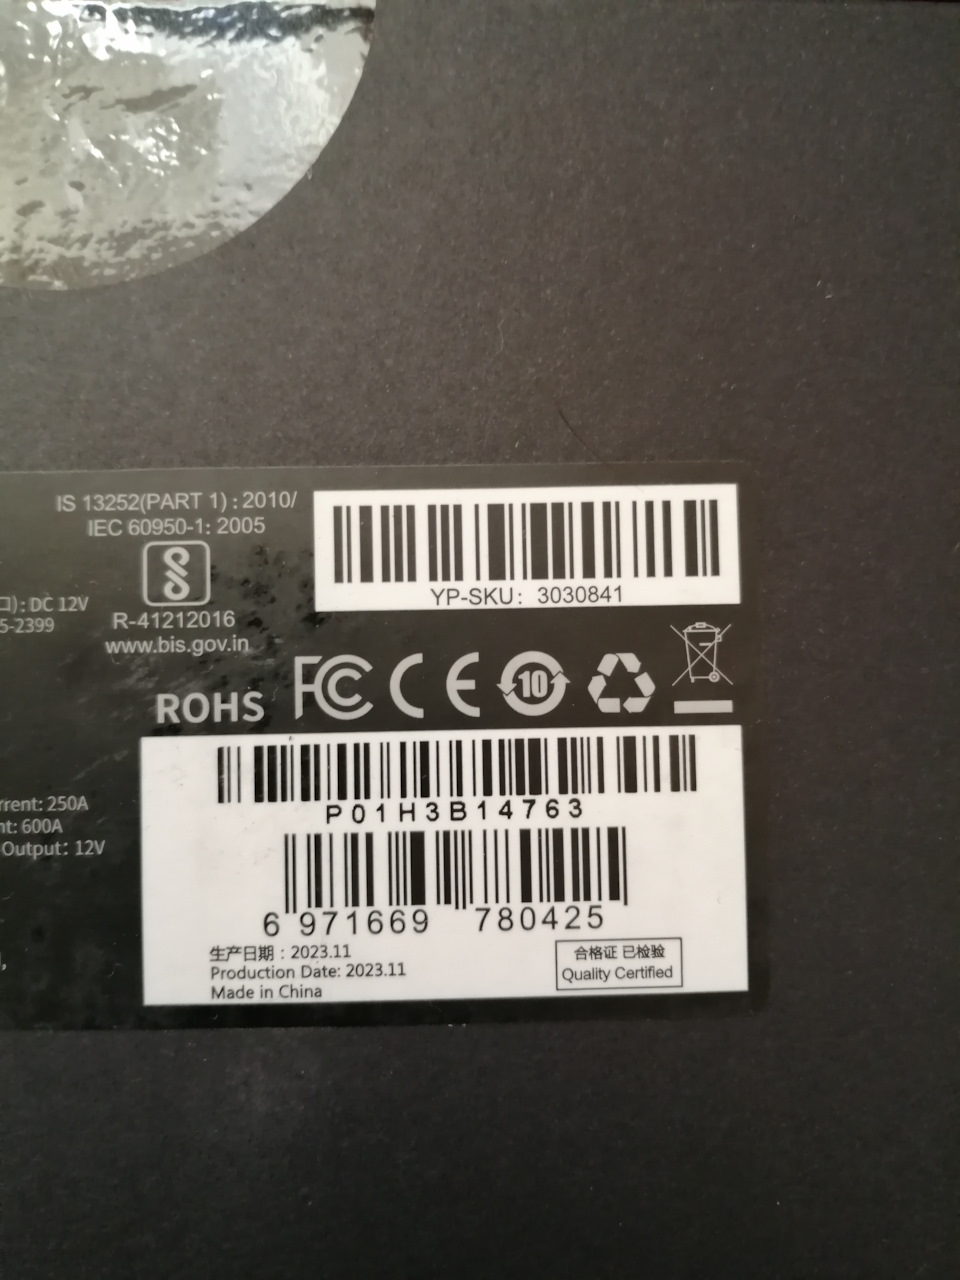 IS 13252(PART 1) : 2010/
IEC 60950-1: 2005
R-41212016
www.bis.gov.in
口) : DC 12V
5-2399
YP-SKU: 3030841
ROHS FC CE 10
rrent: 250A
nt: 600A
Output: 12V
P01H3B14763
6 971669 780425
生产日期：2023.11
Production Date: 2023.11
Made in China
合格证 已检验
Quality Certified